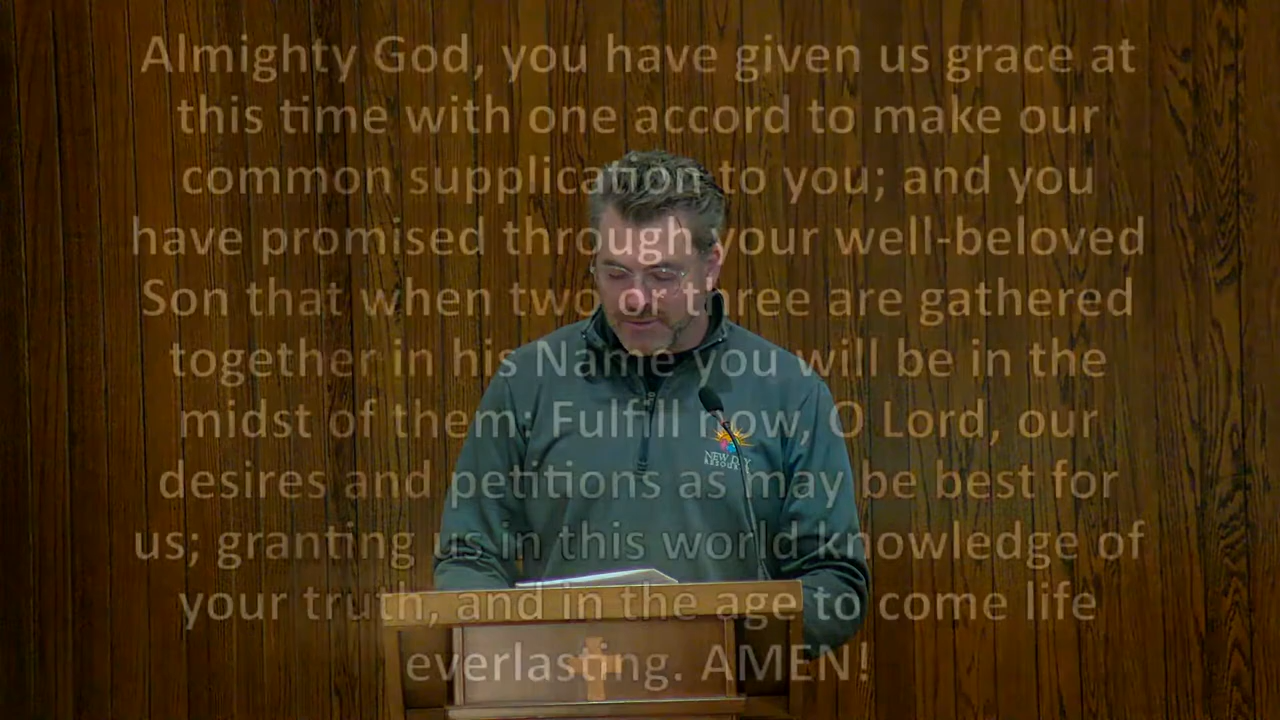 Almighty God, you have given us grace at
this time with one accord to make our
common supplication to you; and you
have promised through your well-beloved
Son that when two or three are gathered
together in his Name you will be in the
midst of them: Fulfill now, O Lord, our
desires and petitions as may be best for
us; granting us in this world knowledge of
your truth, and in the age to come life
everlasting. AMEN!
NEW DAY